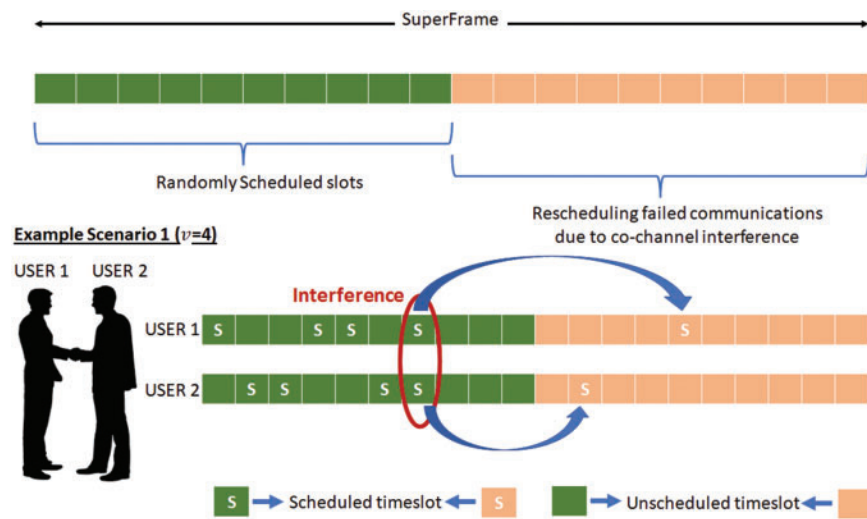 SuperFrame
Randomly Scheduled slots
Rescheduling failed communications
due to co-channel interference
Example Scenario 1 (v=4)
USER 1 USER 2
Interference
USER 1 S S S S S
USER 2 S S S S S
S Scheduled timeslot S Unscheduled timeslot